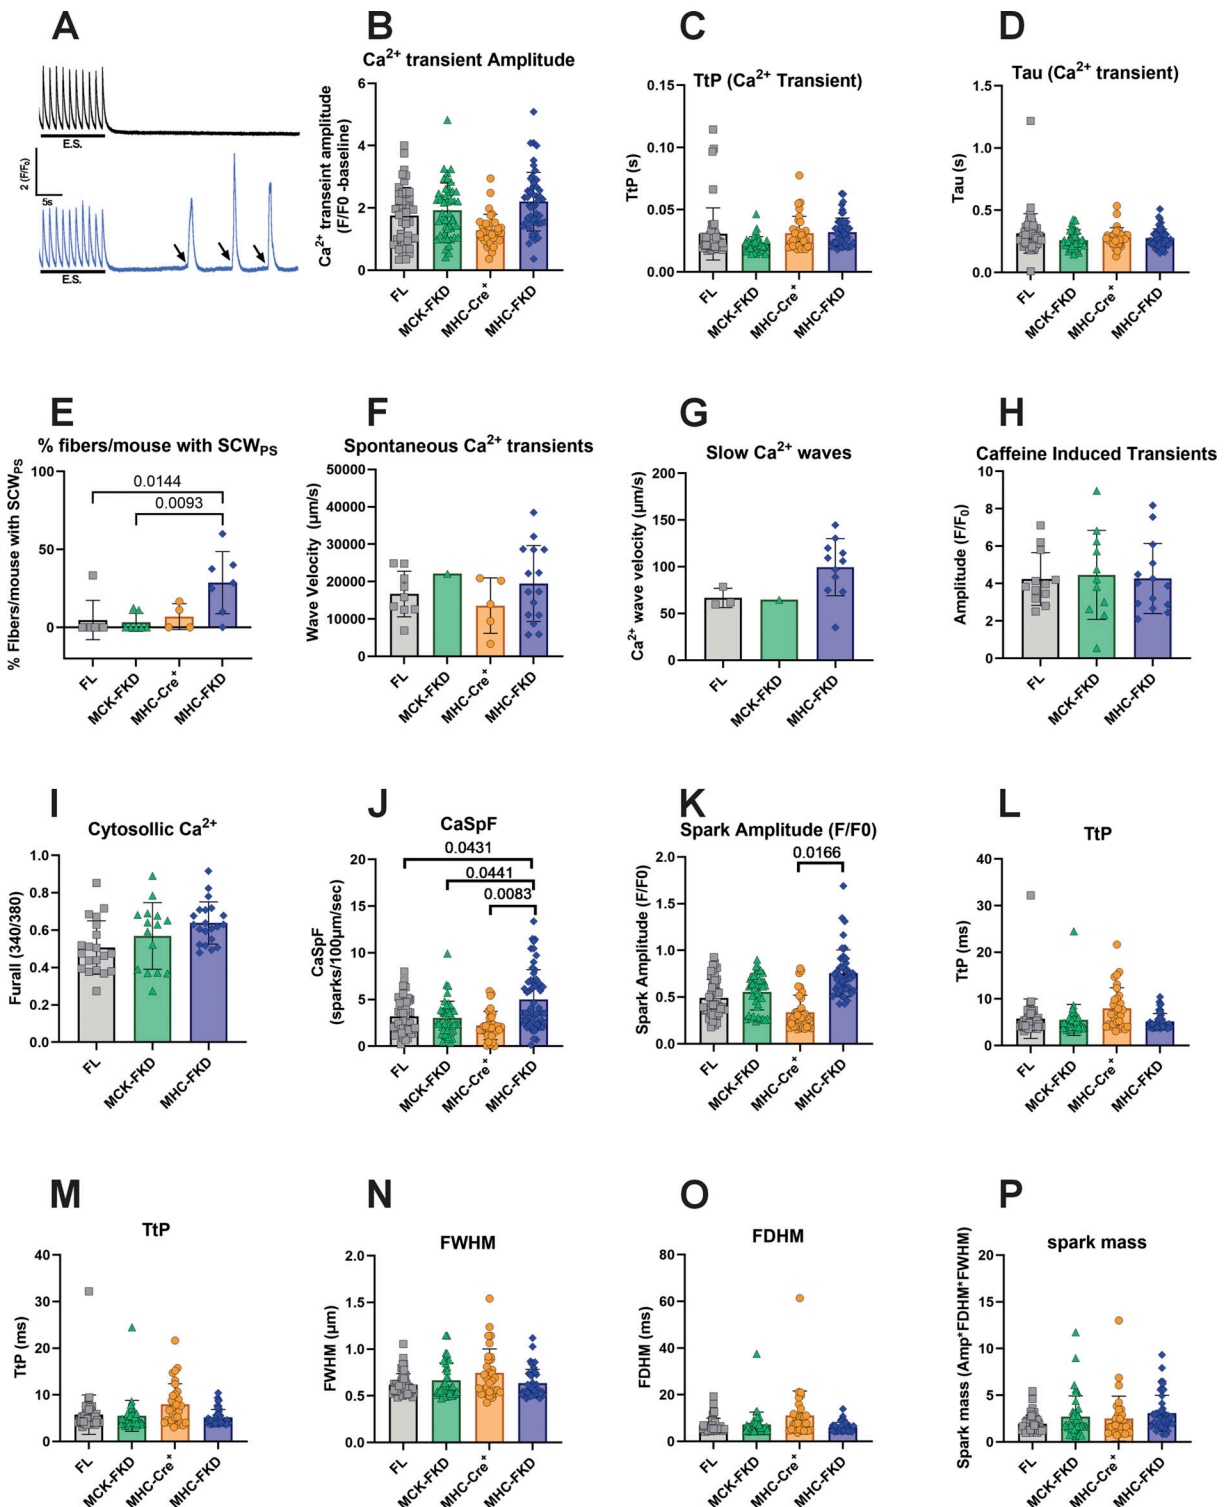 A
E.S.
2 (F/F₀)
5s
E.S.
B
Ca²⁺ transient Amplitude
Ca²⁺ transeint amplitude
(F/F0 -baseline)
6
4
2
0
FL
MCK-FKD
MHC-Cre⁺
MHC-FKD
C
TtP (Ca²⁺ Transient)
TtP (s)
0.15
0.10
0.05
0.00
FL
MCK-FKD
MHC-Cre⁺
MHC-FKD
D
Tau (Ca²⁺ transient)
Tau (s)
1.5
1.0
0.5
0.0
FL
MCK-FKD
MHC-Cre⁺
MHC-FKD
E
% fibers/mouse with SCW_PS
% Fibers/mouse with SCW_PS
100
50
0
0.0144
0.0093
FL
MCK-FKD
MHC-Cre⁺
MHC-FKD
F
Spontaneous Ca²⁺ transients
Wave Velocity (µm/s)
50000
40000
30000
20000
10000
0
FL
MCK-FKD
MHC-Cre⁺
MHC-FKD
G
Slow Ca²⁺ waves
Ca²⁺ wave velocity (µm/s)
200
150
100
50
0
FL
MCK-FKD
MHC-FKD
H
Caffeine Induced Transients
Amplitude (F/F₀)
10
8
6
4
2
0
FL
MCK-FKD
MHC-FKD
I
Cytosollic Ca²⁺
FuraII (340/380)
1.0
0.8
0.6
0.4
0.2
0.0
FL
MCK-FKD
MHC-FKD
J
CaSpF
CaSpF
(sparks/100µm/sec)
20
15
10
5
0
0.0431
0.0441
0.0083
FL
MCK-FKD
MHC-Cre⁺
MHC-FKD
K
Spark Amplitude (F/F0)
Spark Amplitude (F/F0)
2.0
1.5
1.0
0.5
0.0
0.0166
FL
MCK-FKD
MHC-Cre⁺
MHC-FKD
L
TtP
TtP (ms)
40
30
20
10
0
FL
MCK-FKD
MHC-Cre⁺
MHC-FKD
M
TtP
TtP (ms)
40
30
20
10
0
FL
MCK-FKD
MHC-Cre⁺
MHC-FKD
N
FWHM
FWHM (µm)
2.0
1.5
1.0
0.5
0.0
FL
MCK-FKD
MHC-Cre⁺
MHC-FKD
O
FDHM
FDHM (ms)
80
60
40
20
0
FL
MCK-FKD
MHC-Cre⁺
MHC-FKD
P
spark mass
Spark mass (Amp*FDHM*FWHM)
20
15
10
5
0
FL
MCK-FKD
MHC-Cre⁺
MHC-FKD